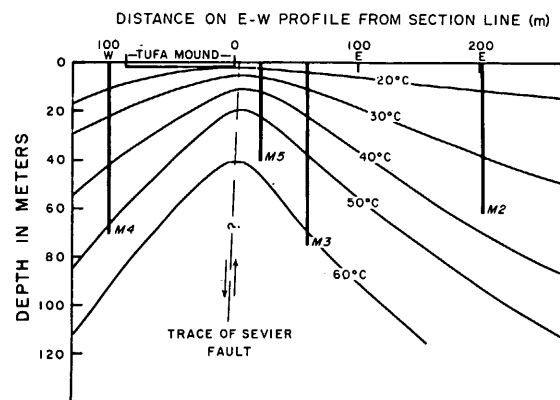 DISTANCE ON E-W PROFILE FROM SECTION LINE (m)
100 W TUFA MOUND 0 100 E 200 E
0
20
40
60
80
100
120
DEPTH IN METERS
20°C
30°C
40°C
50°C
60°C
M5
M4
M3
M2
?
TRACE OF SEVIER
FAULT